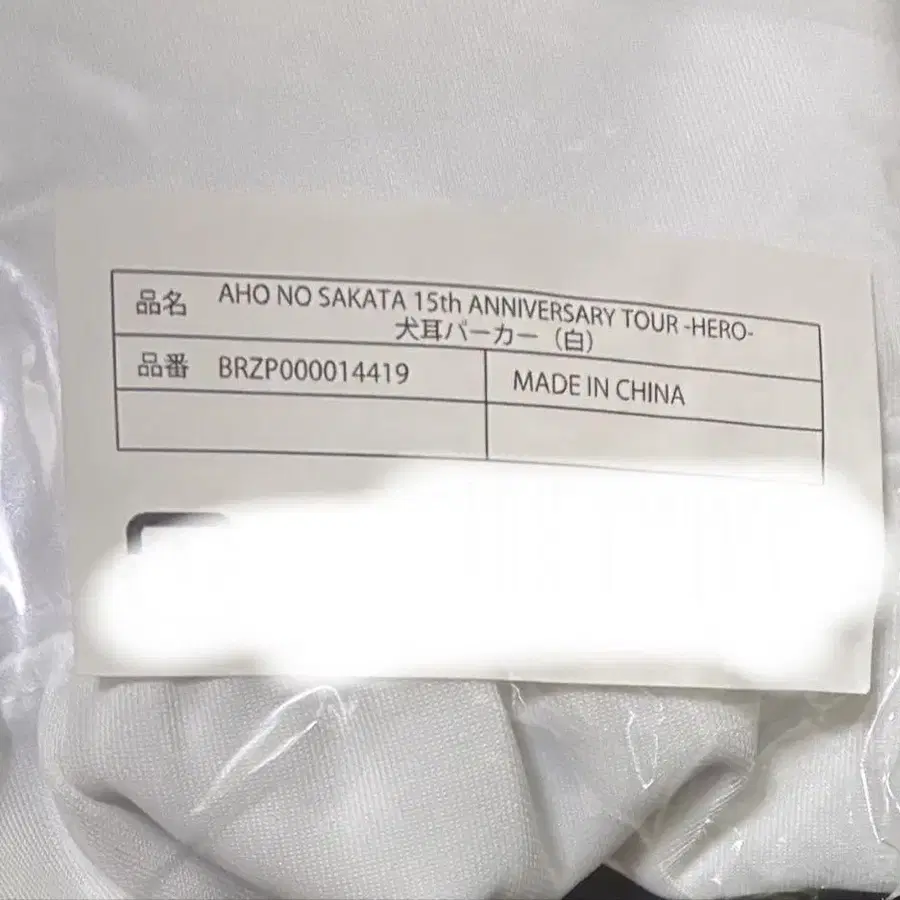 品名 AHO NO SAKATA 15th ANNIVERSARY TOUR -HERO-
犬耳パーカー（白）
品番 BRZP000014419 MADE IN CHINA